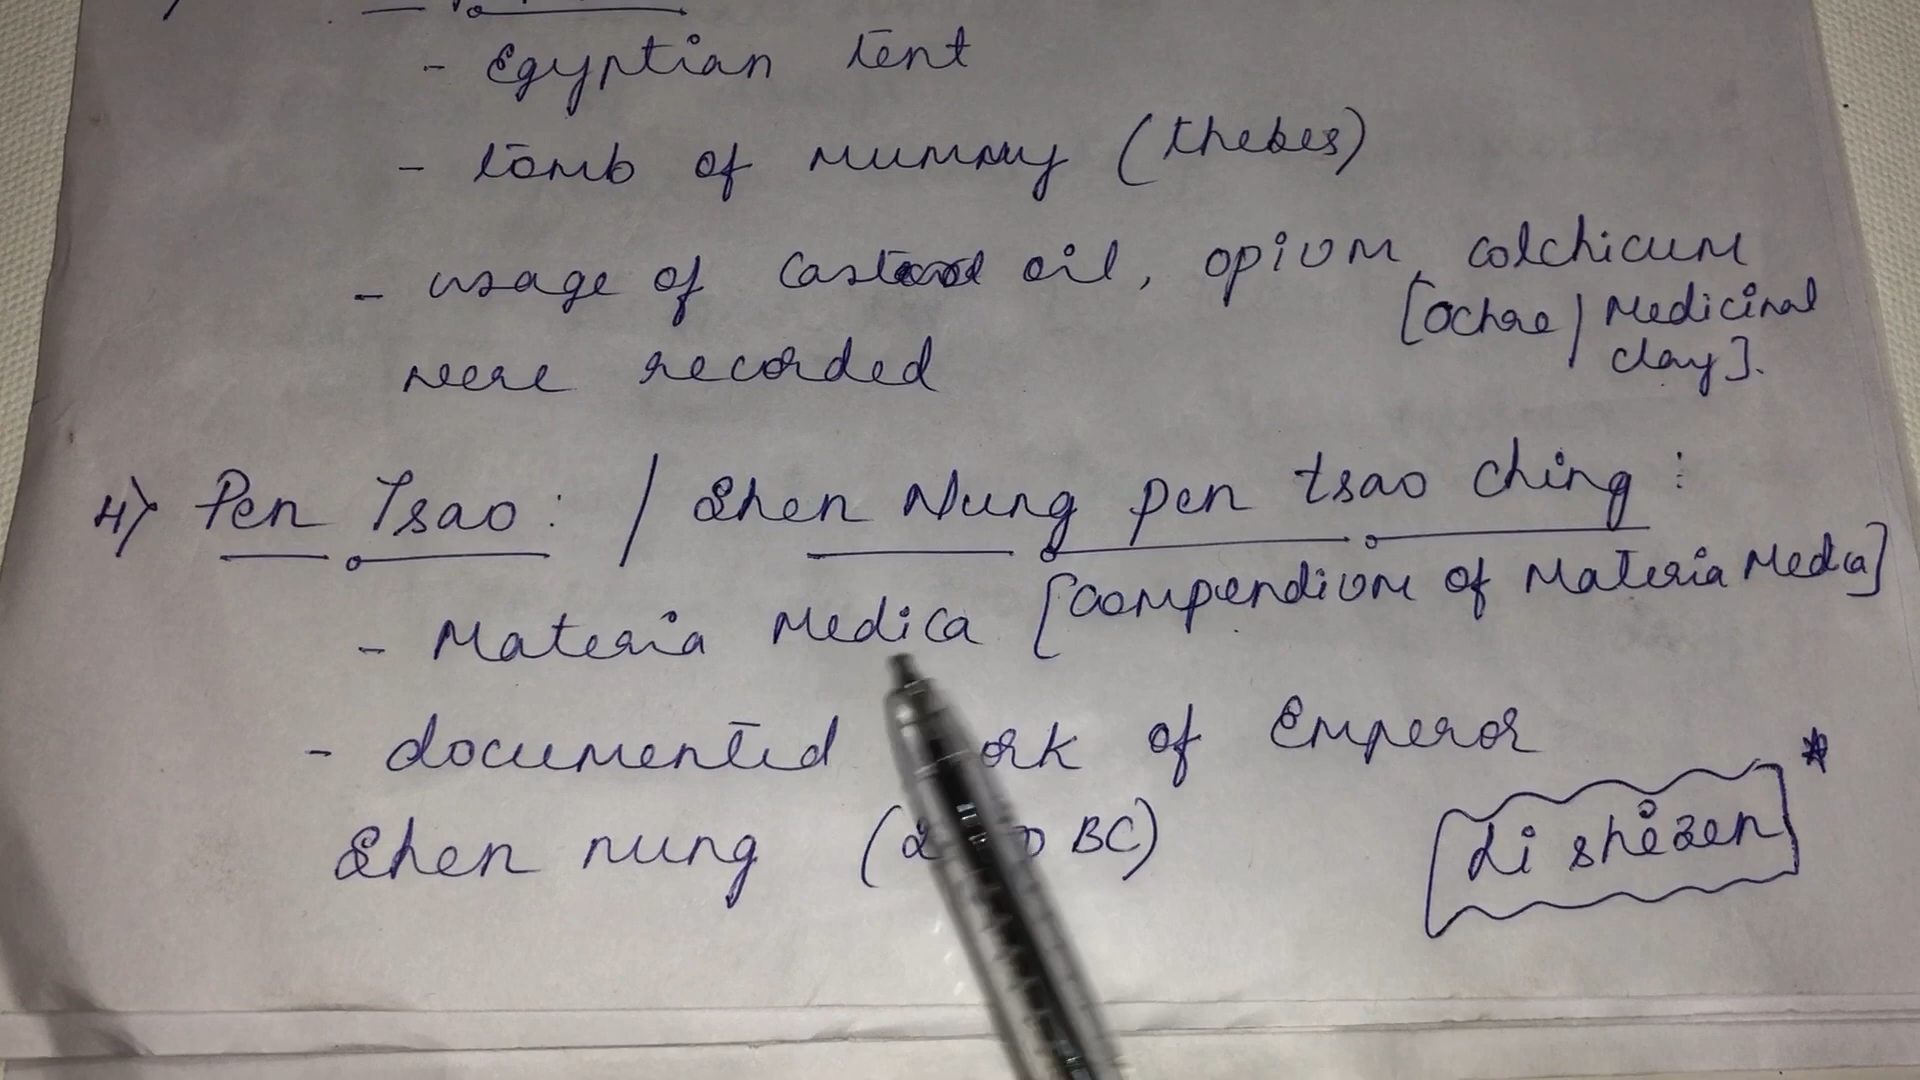 - Egyptian tent
- tomb of mummy (thebes)
- usage of castor oil, opium, colchicum
[Ochre / Medicinal
clay].
were recorded
4) Pen Tsao: / Shen Nung pen tsao ching:
- Materia Medica [Compendium of Materia Medica]
- documented of Emperor
Shen nung BC)
Li shizen *